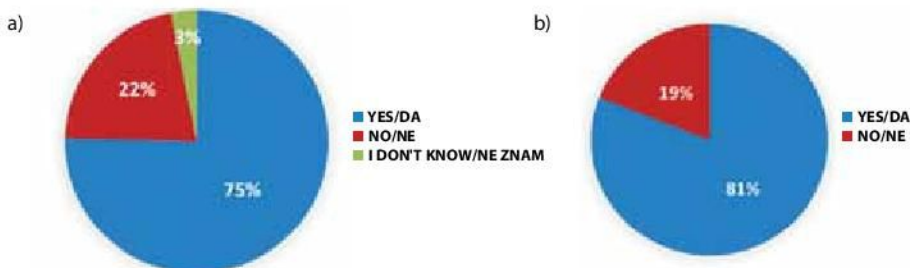 a)
3%
22%
75%
YES/DA
NO/NE
I DON'T KNOW/NE ZNAM
b)
19%
81%
YES/DA
NO/NE